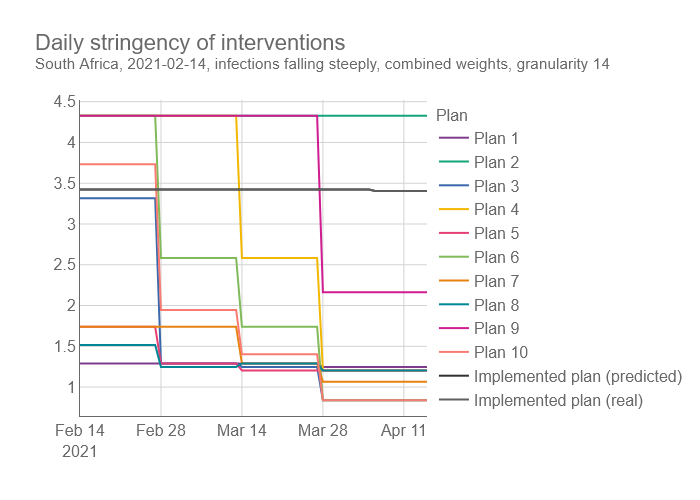 Daily stringency of interventions
South Africa, 2021-02-14, infections falling steeply, combined weights, granularity 14
4.5
4
3.5
3
2.5
2
1.5
1
Feb 14
2021
Feb 28
Mar 14
Mar 28
Apr 11
Plan
Plan 1
Plan 2
Plan 3
Plan 4
Plan 5
Plan 6
Plan 7
Plan 8
Plan 9
Plan 10
Implemented plan (predicted)
Implemented plan (real)